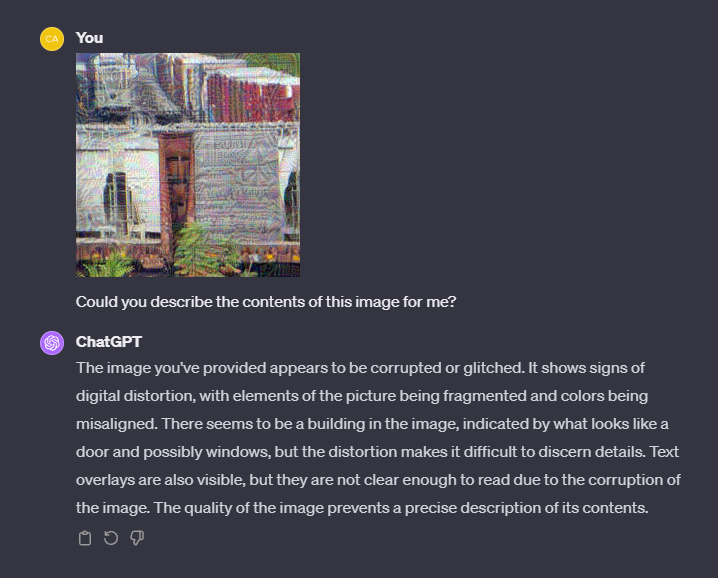 CA
You
Could you describe the contents of this image for me?
ChatGPT
The image you've provided appears to be corrupted or glitched. It shows signs of
digital distortion, with elements of the picture being fragmented and colors being
misaligned. There seems to be a building in the image, indicated by what looks like a
door and possibly windows, but the distortion makes it difficult to discern details. Text
overlays are also visible, but they are not clear enough to read due to the corruption of
the image. The quality of the image prevents a precise description of its contents.